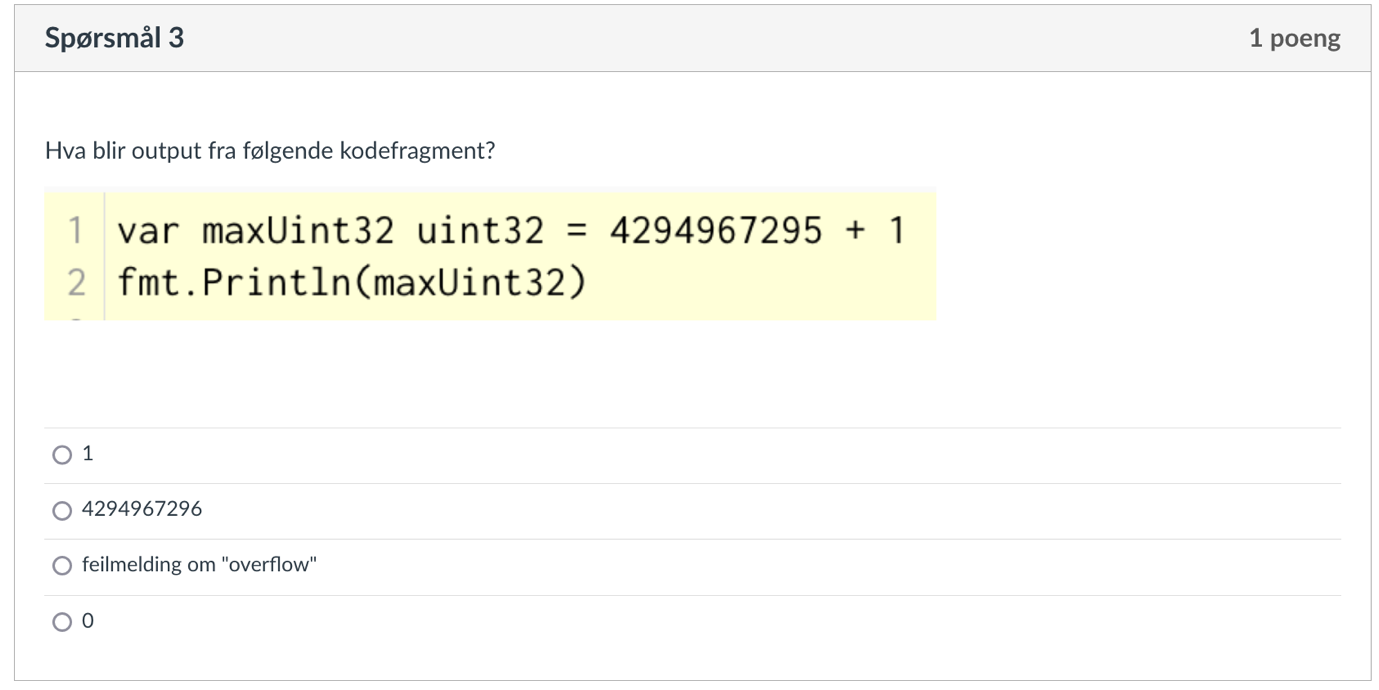 Spørsmål 3
1 poeng
Hva blir output fra følgende kodefragment?
1 var maxUint32 uint32 = 4294967295 + 1
2 fmt.Println(maxUint32)
1
4294967296
feilmelding om "overflow"
0